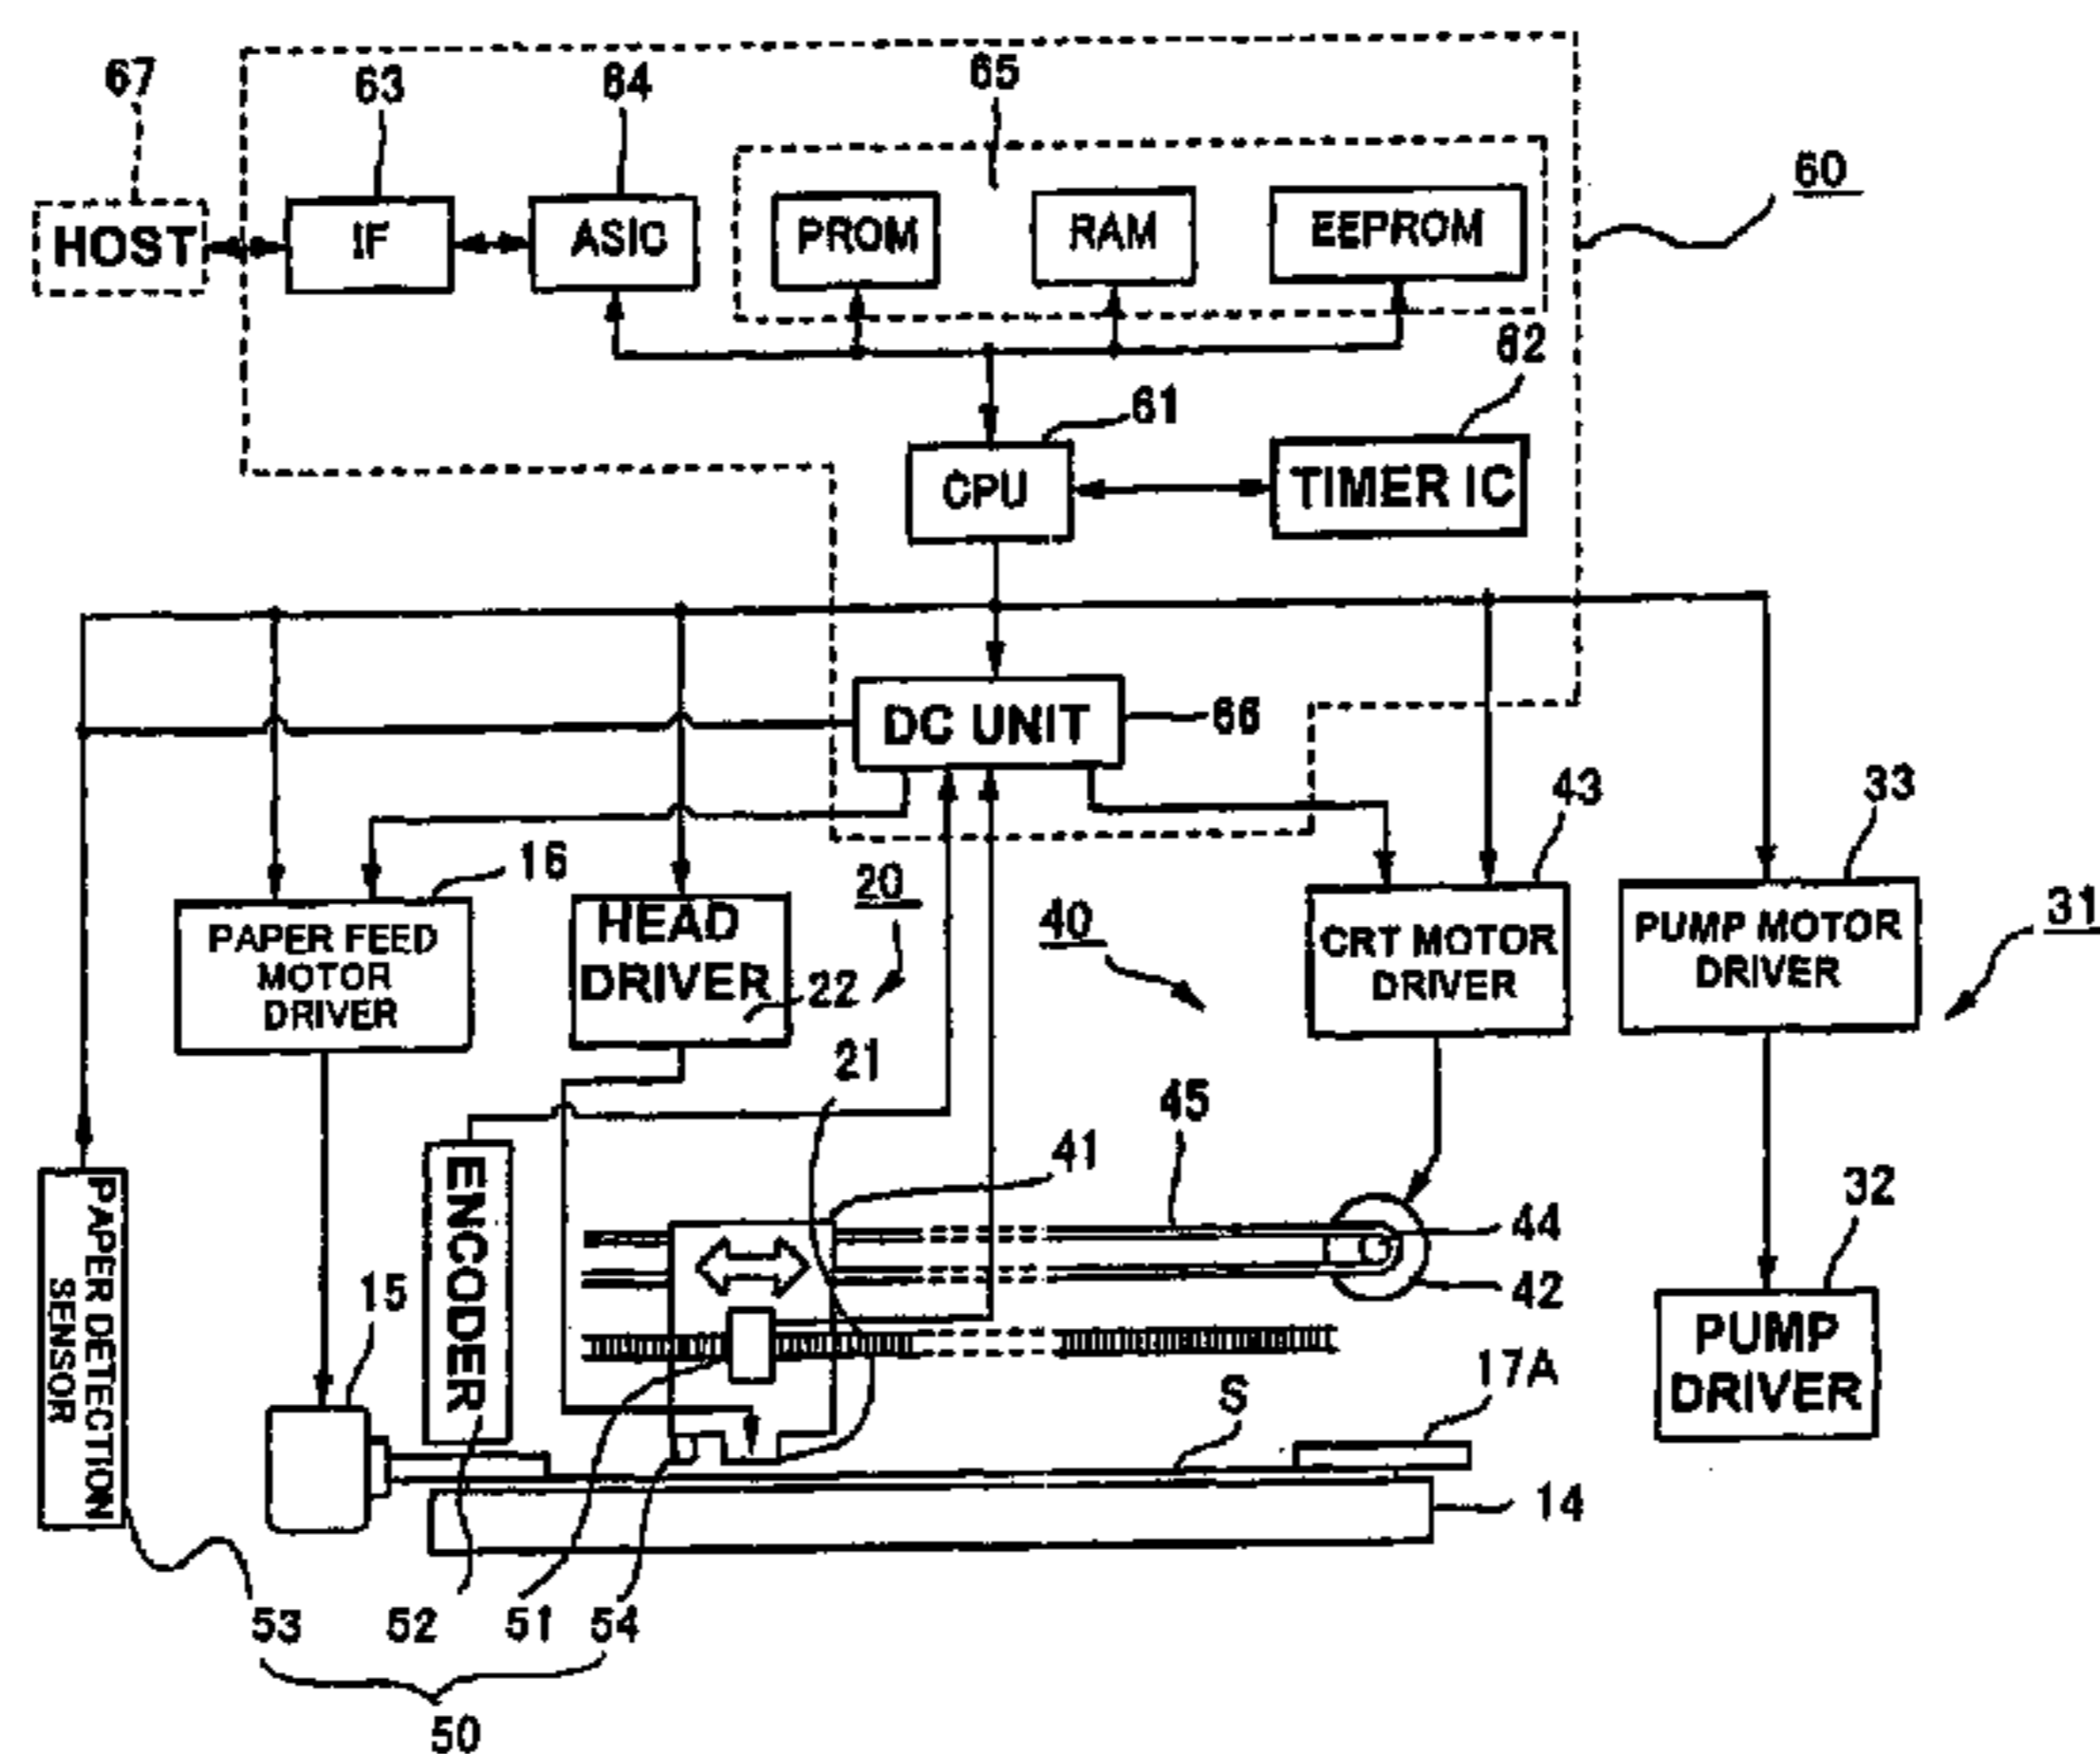 67
63
64
65
60
HOST
IF
ASIC
PROM
RAM
EEPROM
62
61
CPU
TIMER IC
DC UNIT
66
43
33
16
20
40
31
PAPER FEED
MOTOR
DRIVER
HEAD
DRIVER
22
CRT MOTOR
DRIVER
PUMP MOTOR
DRIVER
21
45
41
32
44
42
15
ENCODER
PAPER DETECTION
SENSOR
PUMP
DRIVER
17A
S
14
53
52
51
54
50